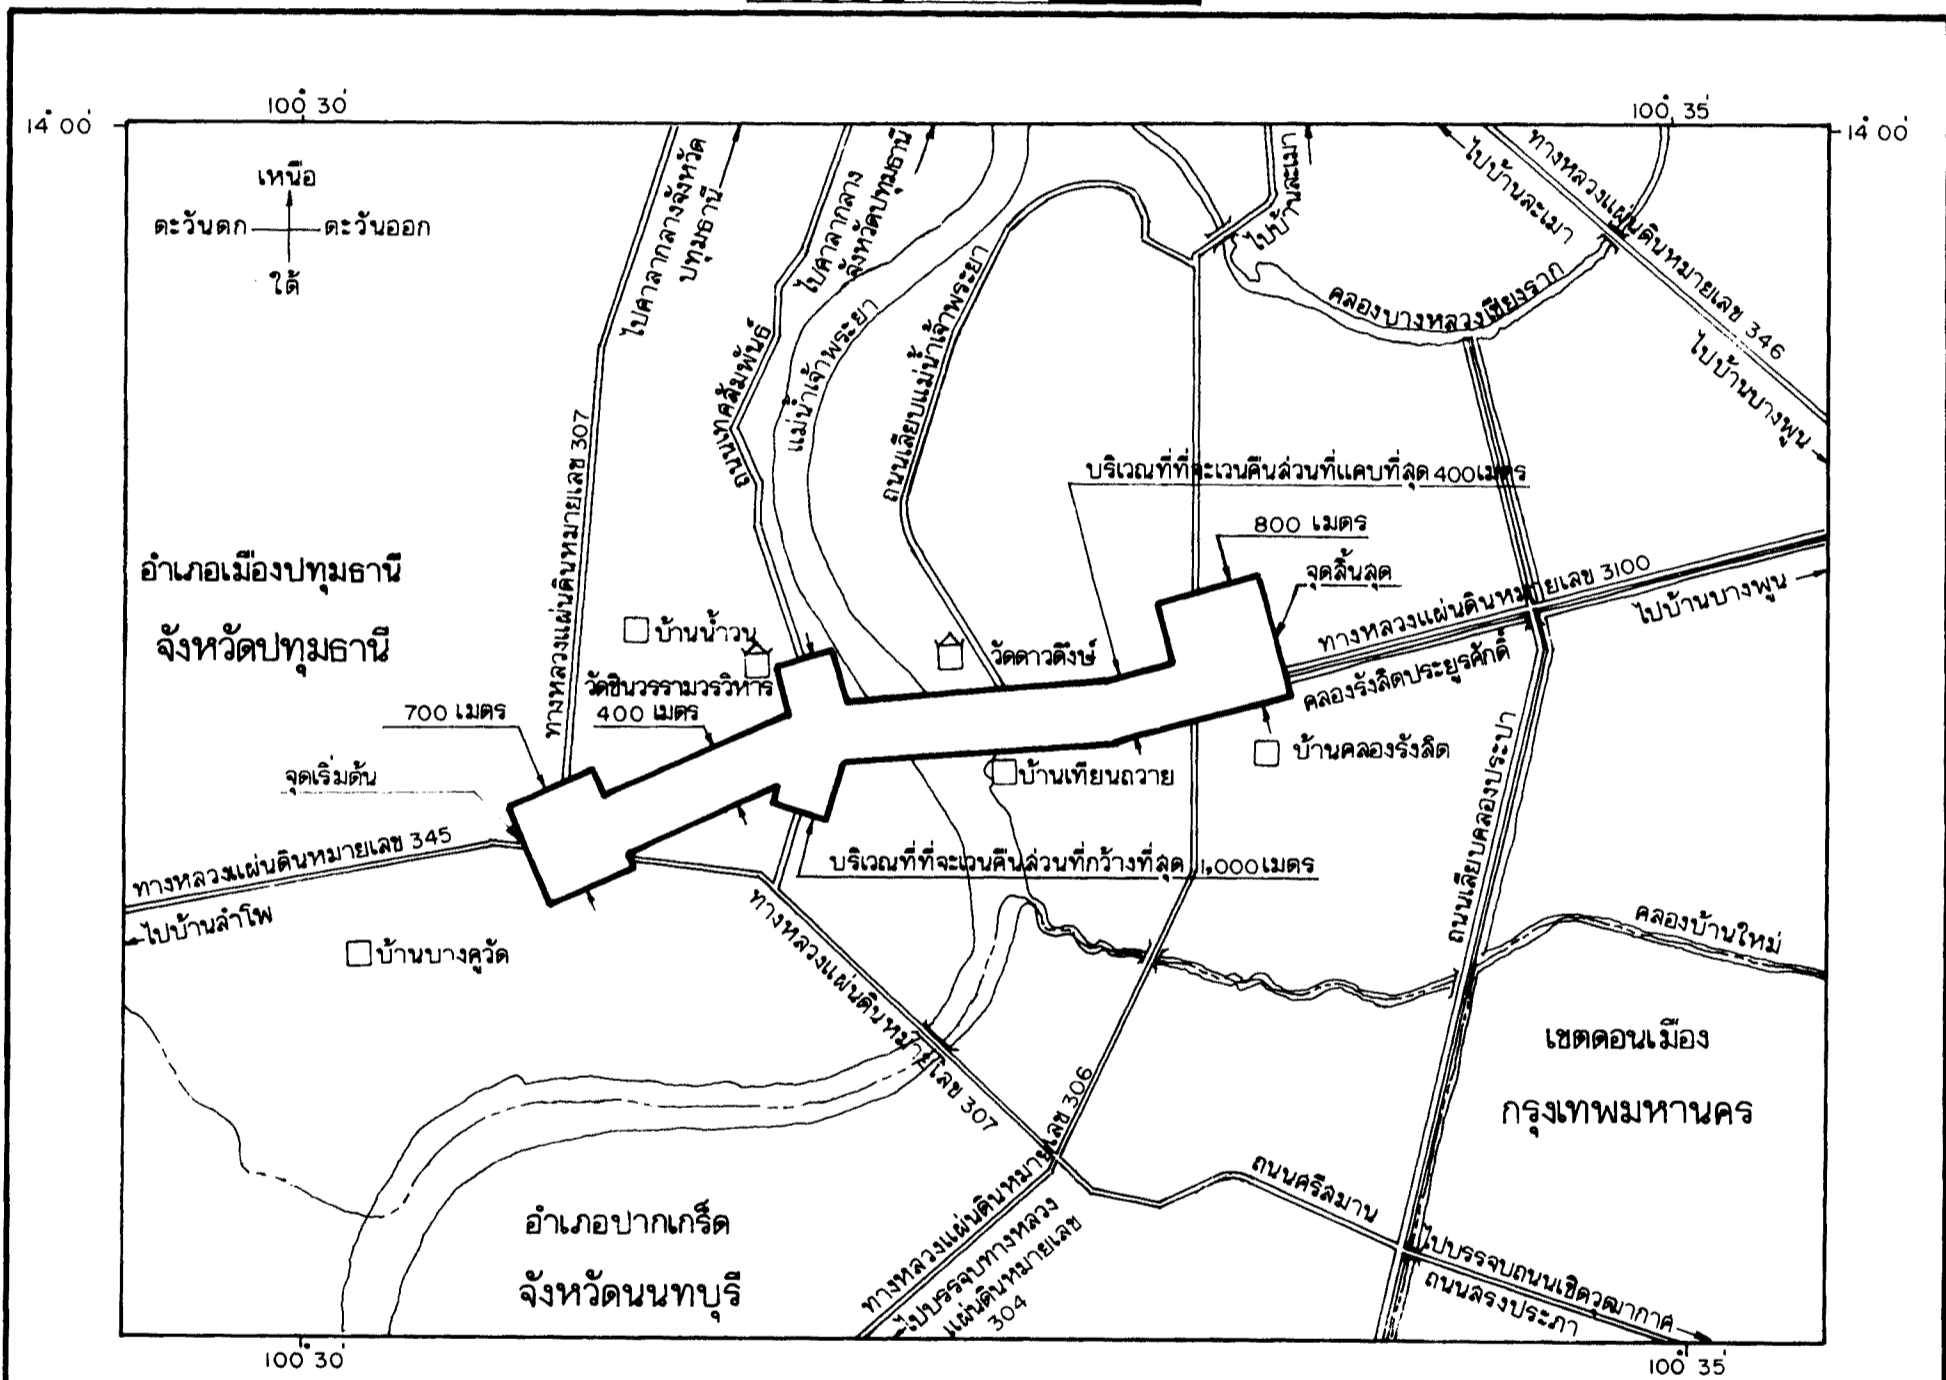 100° 30'
100° 35'
14° 00'
14° 00'
เหนือ
ตะวันตก
ตะวันออก
ใต้
ไปศาลากลางจังหวัด
ปทุมธานี
ไปศาลากลาง
จังหวัดปทุมธานี
ไปบ้านละเมา
ไปบ้านละเมา
ทางหลวงแผ่นดินหมายเลข 346
ไปบ้านบางพูน
คลองบางหลวงเชียงราก
ถนนเทศสัมพันธ์
แม่น้ำเจ้าพระยา
ถนนเลียบแม่น้ำเจ้าพระยา
ทางหลวงแผ่นดินหมายเลข 307
บริเวณที่ที่จะเวนคืนส่วนที่แคบที่สุด 400 เมตร
800 เมตร
จุดสิ้นสุด
อำเภอเมืองปทุมธานี
จังหวัดปทุมธานี
ทางหลวงแผ่นดินหมายเลข 3100
ไปบ้านบางพูน
คลองรังสิตประยูรศักดิ์
บ้านน้ำวน
วัดชินวรรามวรวิหาร
วัดดาวดึงษ์
700 เมตร
400 เมตร
จุดเริ่มต้น
บ้านคลองรังสิต
บ้านเทียนถวาย
ทางหลวงแผ่นดินหมายเลข 345
ไปบ้านลำโพ
บริเวณที่ที่จะเวนคืนส่วนที่กว้างที่สุด 1,000 เมตร
ถนนเลียบคลองประปา
บ้านบางคูวัด
คลองบ้านใหม่
ทางหลวงแผ่นดินหมายเลข 307
เขตดอนเมือง
กรุงเทพมหานคร
ทางหลวงแผ่นดินหมายเลข 306
ไปบรรจบทางหลวง
แผ่นดินหมายเลข
304
ถนนศรีสมาน
ไปบรรจบถนนเชิดวุฒากาศ
ถนนสรงประภา
อำเภอปากเกร็ด
จังหวัดนนทบุรี
100° 30'
100° 35'